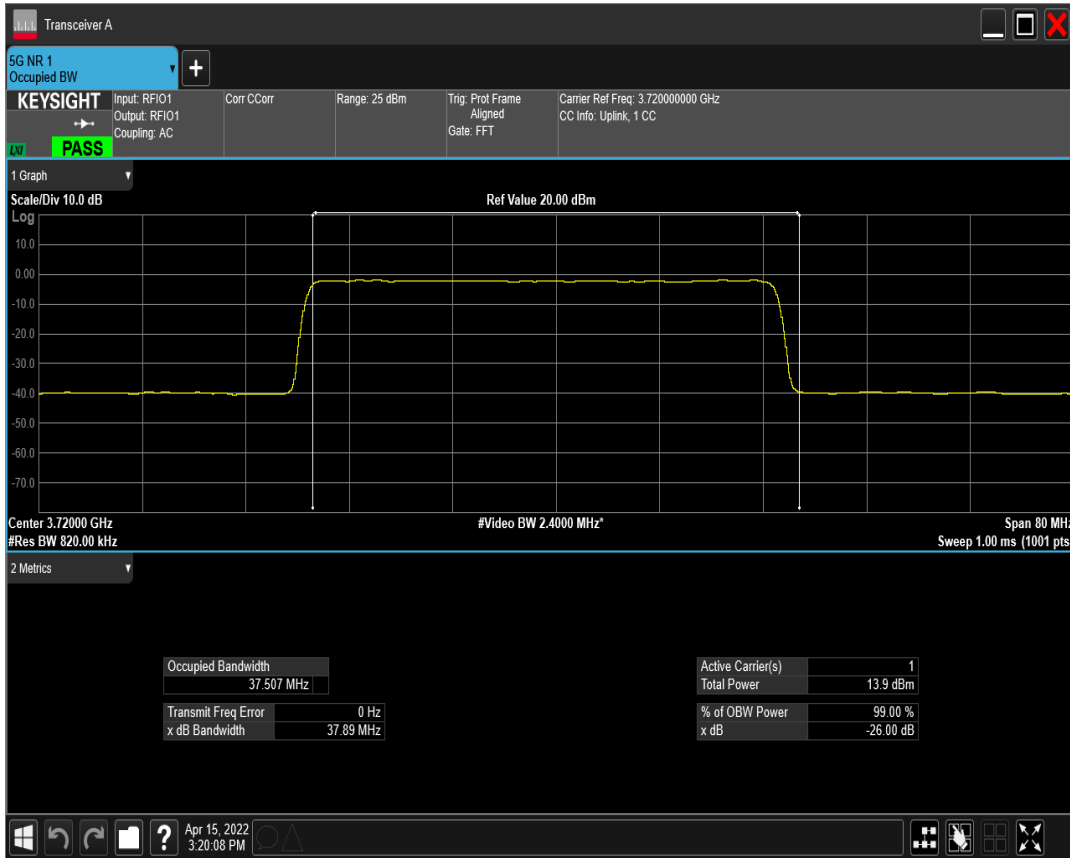 Transceiver A
5G NR 1
Occupied BW
+
KEYSIGHT
LXI
PASS
Input: RFIO1
Output: RFIO1
Coupling: AC
Corr CCorr
Range: 25 dBm
Trig: Prot Frame
Aligned
Gate: FFT
Carrier Ref Freq: 3.720000000 GHz
CC Info: Uplink, 1 CC
1 Graph
Scale/Div 10.0 dB
Ref Value 20.00 dBm
Log
10.0
0.00
-10.0
-20.0
-30.0
-40.0
-50.0
-60.0
-70.0
Center 3.72000 GHz
#Video BW 2.4000 MHz*
Span 80 MHz
#Res BW 820.00 kHz
Sweep 1.00 ms (1001 pts
2 Metrics
Occupied Bandwidth
37.507 MHz
Transmit Freq Error 0 Hz
x dB Bandwidth 37.89 MHz
Active Carrier(s) 1
Total Power 13.9 dBm
% of OBW Power 99.00 %
x dB -26.00 dB
?
Apr 15, 2022
3:20:08 PM